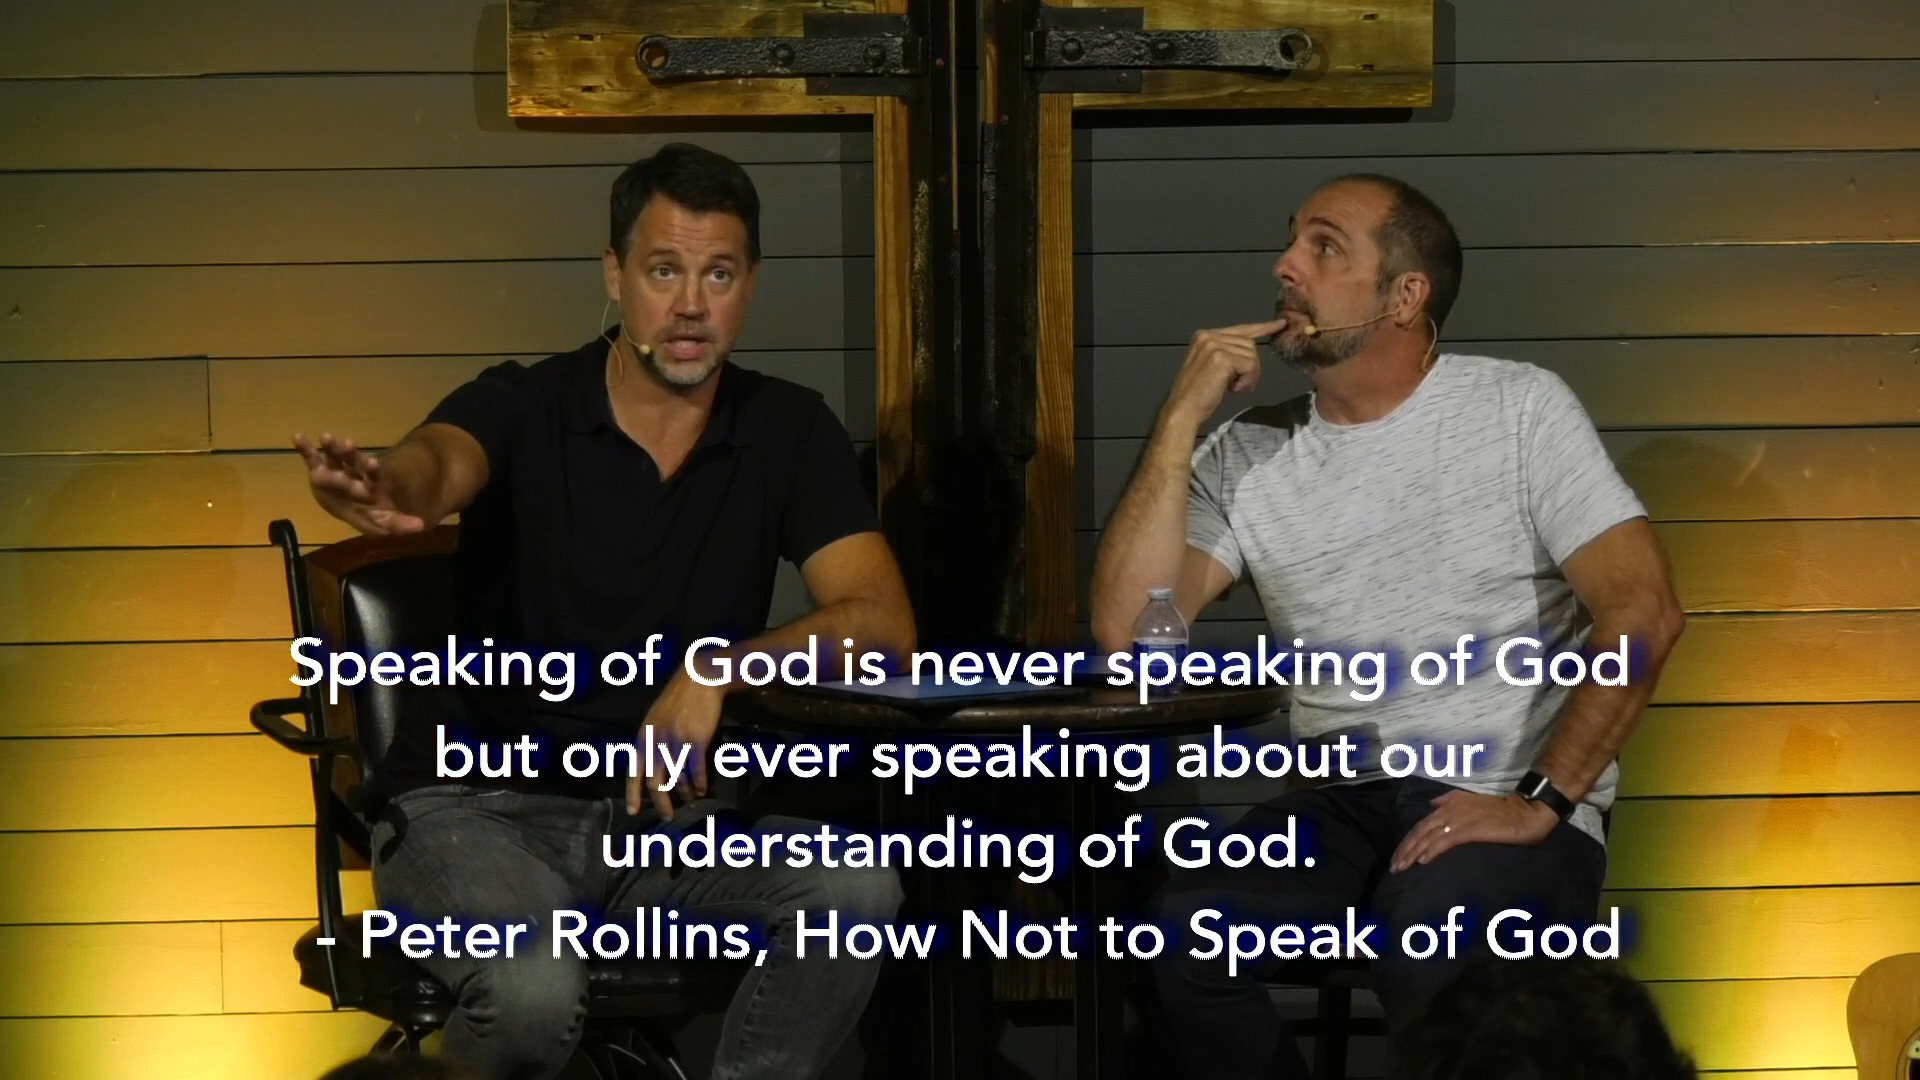 Speaking of God is never speaking of God
but only ever speaking about our
understanding of God.
- Peter Rollins, How Not to Speak of God